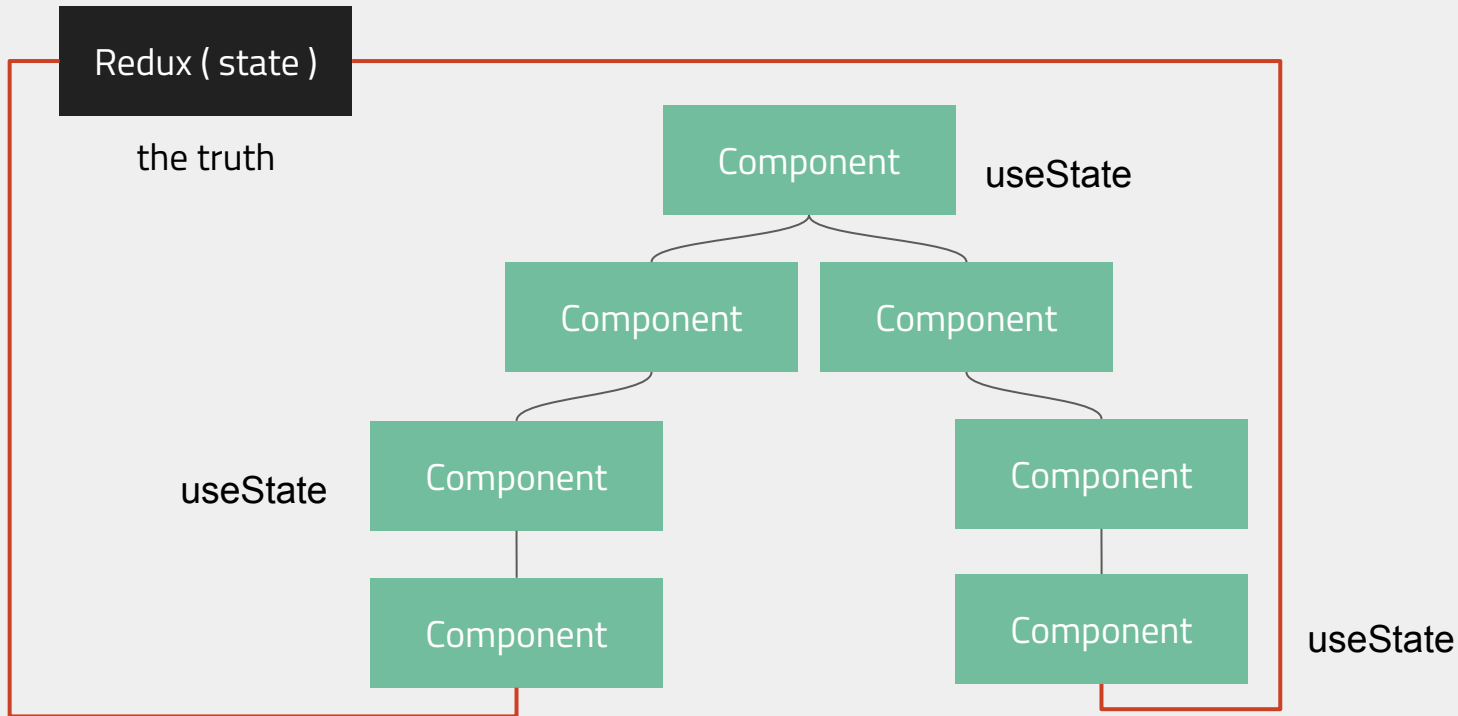 Redux ( state )
the truth
Component
useState
Component
Component
useState
Component
Component
Component
Component
useState